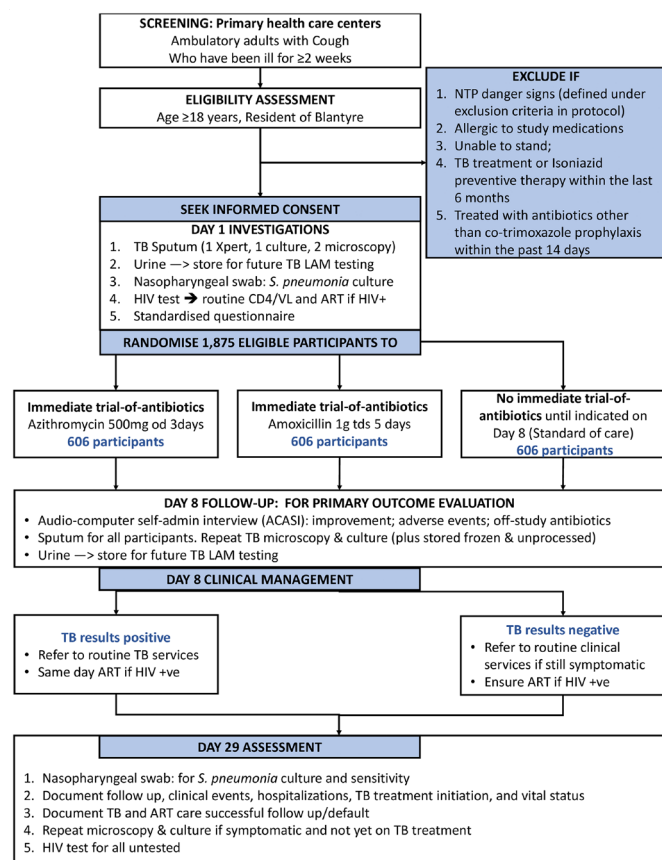 SCREENING: Primary health care centers
Ambulatory adults with Cough
Who have been ill for ≥2 weeks
ELIGIBILITY ASSESSMENT
Age ≥18 years, Resident of Blantyre
EXCLUDE IF
1. NTP danger signs (defined under
exclusion criteria in protocol)
2. Allergic to study medications
3. Unable to stand;
4. TB treatment or Isoniazid
preventive therapy within the last
6 months
5. Treated with antibiotics other
than co-trimoxazole prophylaxis
within the past 14 days
SEEK INFORMED CONSENT
DAY 1 INVESTIGATIONS
1. TB Sputum (1 Xpert, 1 culture, 2 microscopy)
2. Urine —> store for future TB LAM testing
3. Nasopharyngeal swab: S. pneumonia culture
4. HIV test ➔ routine CD4/VL and ART if HIV+
5. Standardised questionnaire
RANDOMISE 1,875 ELIGIBLE PARTICIPANTS TO
Immediate trial-of-antibiotics
Azithromycin 500mg od 3days
606 participants
Immediate trial-of-antibiotics
Amoxicillin 1g tds 5 days
606 participants
No immediate trial-of-
antibiotics until indicated on
Day 8 (Standard of care)
606 participants
DAY 8 FOLLOW-UP: FOR PRIMARY OUTCOME EVALUATION
• Audio-computer self-admin interview (ACASI): improvement; adverse events; off-study antibiotics
• Sputum for all participants. Repeat TB microscopy & culture (plus stored frozen & unprocessed)
• Urine —> store for future TB LAM testing
DAY 8 CLINICAL MANAGEMENT
TB results positive
• Refer to routine TB services
• Same day ART if HIV +ve
TB results negative
• Refer to routine clinical
services if still symptomatic
• Ensure ART if HIV +ve
DAY 29 ASSESSMENT
1. Nasopharyngeal swab: for S. pneumonia culture and sensitivity
2. Document follow up, clinical events, hospitalizations, TB treatment initiation, and vital status
3. Document TB and ART care successful follow up/default
4. Repeat microscopy & culture if symptomatic and not yet on TB treatment
5. HIV test for all untested